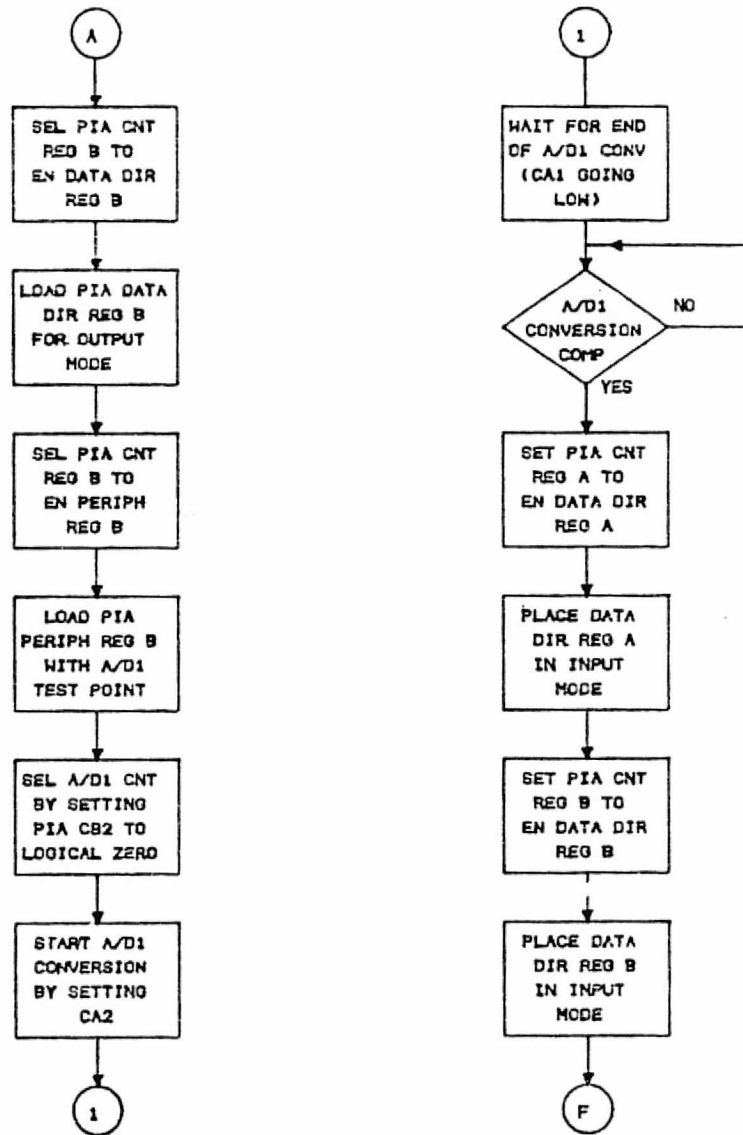 A
SEL PIA CNT
REG B TO
EN DATA DIR
REG B
LOAD PIA DATA
DIR REG B
FOR OUTPUT
MODE
SEL PIA CNT
REG B TO
EN PERIPH
REG B
LOAD PIA
PERIPH REG B
WITH A/D1
TEST POINT
SEL A/D1 CNT
BY SETTING
PIA CB2 TO
LOGICAL ZERO
START A/D1
CONVERSION
BY SETTING
CA2
1
1
WAIT FOR END
OF A/D1 CONV
(CA1 GOING
LOW)
A/D1
CONVERSION
COMP
NO
YES
SET PIA CNT
REG A TO
EN DATA DIR
REG A
PLACE DATA
DIR REG A
IN INPUT
MODE
SET PIA CNT
REG B TO
EN DATA DIR
REG B
PLACE DATA
DIR REG B
IN INPUT
MODE
F